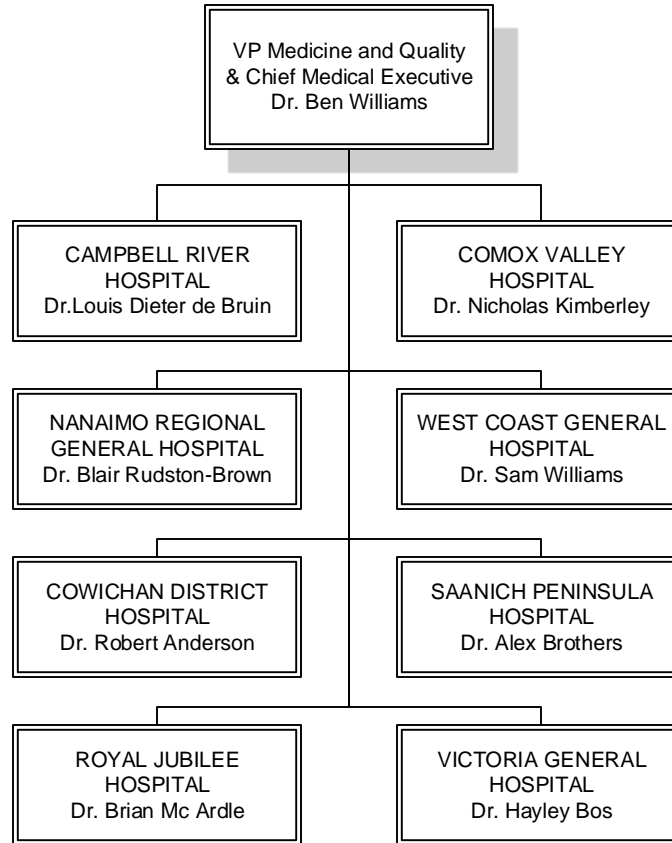 VP Medicine and Quality
& Chief Medical Executive
Dr. Ben Williams
CAMPBELL RIVER
HOSPITAL
Dr.Louis Dieter de Bruin
COMOX VALLEY
HOSPITAL
Dr. Nicholas Kimberley
NANAIMO REGIONAL
GENERAL HOSPITAL
Dr. Blair Rudston-Brown
WEST COAST GENERAL
HOSPITAL
Dr. Sam Williams
COWICHAN DISTRICT
HOSPITAL
Dr. Robert Anderson
SAANICH PENINSULA
HOSPITAL
Dr. Alex Brothers
ROYAL JUBILEE
HOSPITAL
Dr. Brian Mc Ardle
VICTORIA GENERAL
HOSPITAL
Dr. Hayley Bos